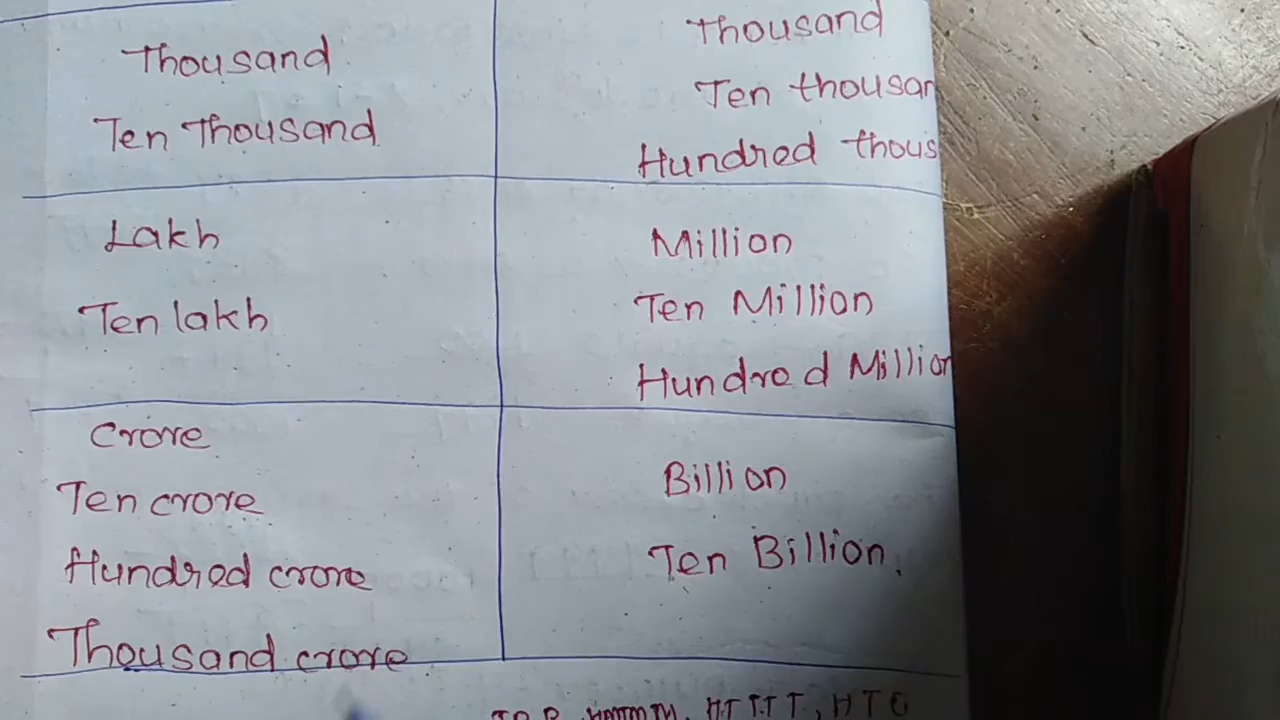 Thousand
Ten Thousand
Thousand
Ten thousan
Hundred thous
Lakh
Ten lakh
Million
Ten Million
Hundred Million
Crore
Ten crore
Hundred crore
Thousand crore
Billion
Ten Billion.
H T O